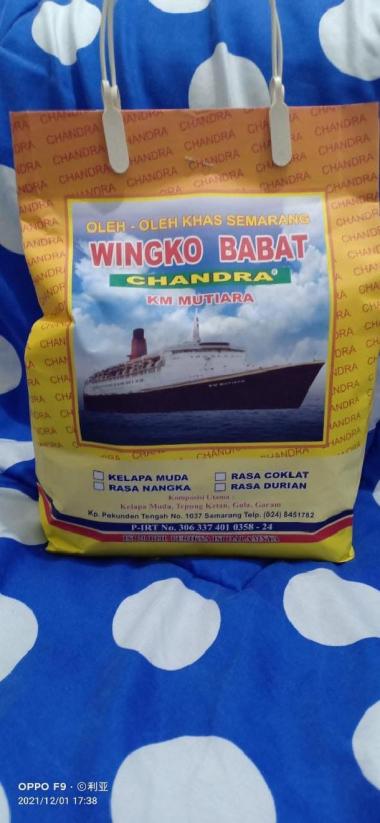 OLEH - OLEH KHAS SEMARANG
WINGKO BABAT
CHANDRA®
KM MUTIARA
KM MUTIARA
KELAPA MUDA
RASA COKLAT
RASA NANGKA
RASA DURIAN
Komposisi Utama :
Kelapa Muda, Tepung Ketan, Gula, Garam
Kp. Pekunden Tengah No. 1037 Semarang Telp. (024) 8451782
P-IRT No. 306 337 401 0358 - 24
OPPO F9 · ©利亚
2021/12/01 17:38